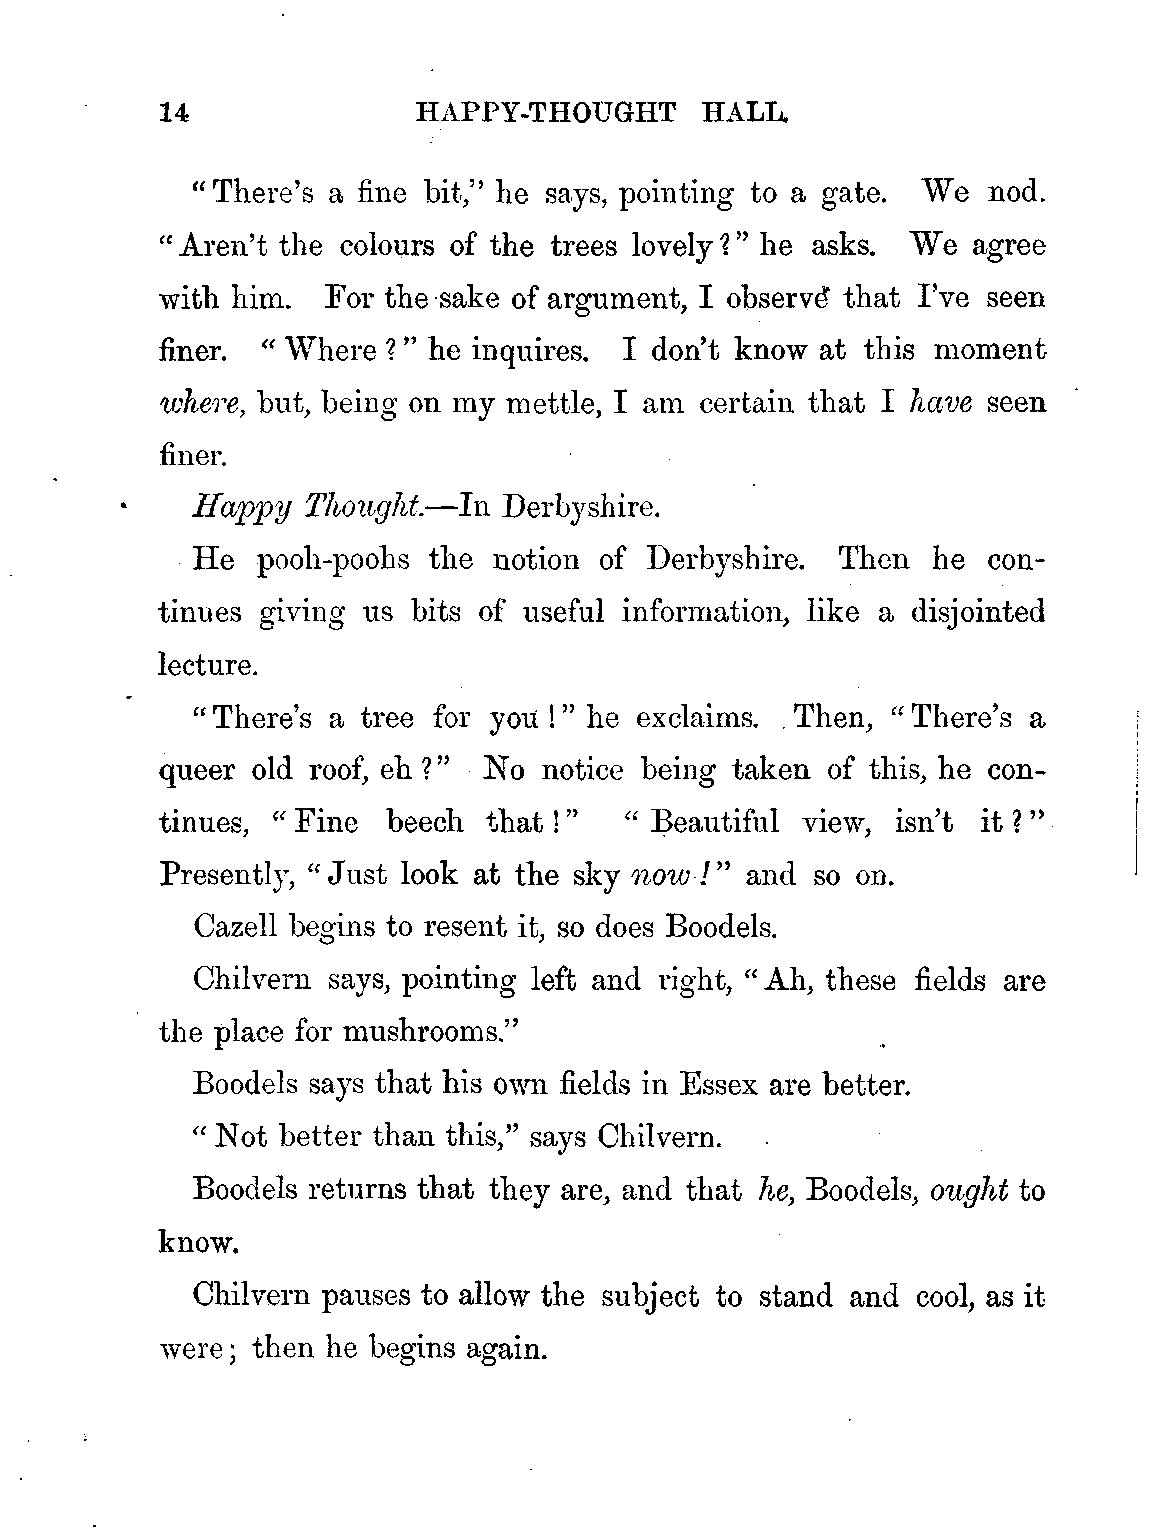 14 HAPPY-THOUGHT HALL.
"There's a fine bit," he says, pointing to a gate. We nod.
"Aren't the colours of the trees lovely?" he asks. We agree
with him. For the sake of argument, I observe that I've seen
finer. "Where?" he inquires. I don't know at this moment
where, but, being on my mettle, I am certain that I have seen
finer.
Happy Thought.—In Derbyshire.
He pooh-poohs the notion of Derbyshire. Then he con-
tinues giving us bits of useful information, like a disjointed
lecture.
"There's a tree for you!" he exclaims. Then, "There's a
queer old roof, eh?" No notice being taken of this, he con-
tinues, "Fine beech that!" "Beautiful view, isn't it?"
Presently, "Just look at the sky now!" and so on.
Cazell begins to resent it, so does Boodels.
Chilvern says, pointing left and right, "Ah, these fields are
the place for mushrooms."
Boodels says that his own fields in Essex are better.
"Not better than this," says Chilvern.
Boodels returns that they are, and that he, Boodels, ought to
know.
Chilvern pauses to allow the subject to stand and cool, as it
were; then he begins again.